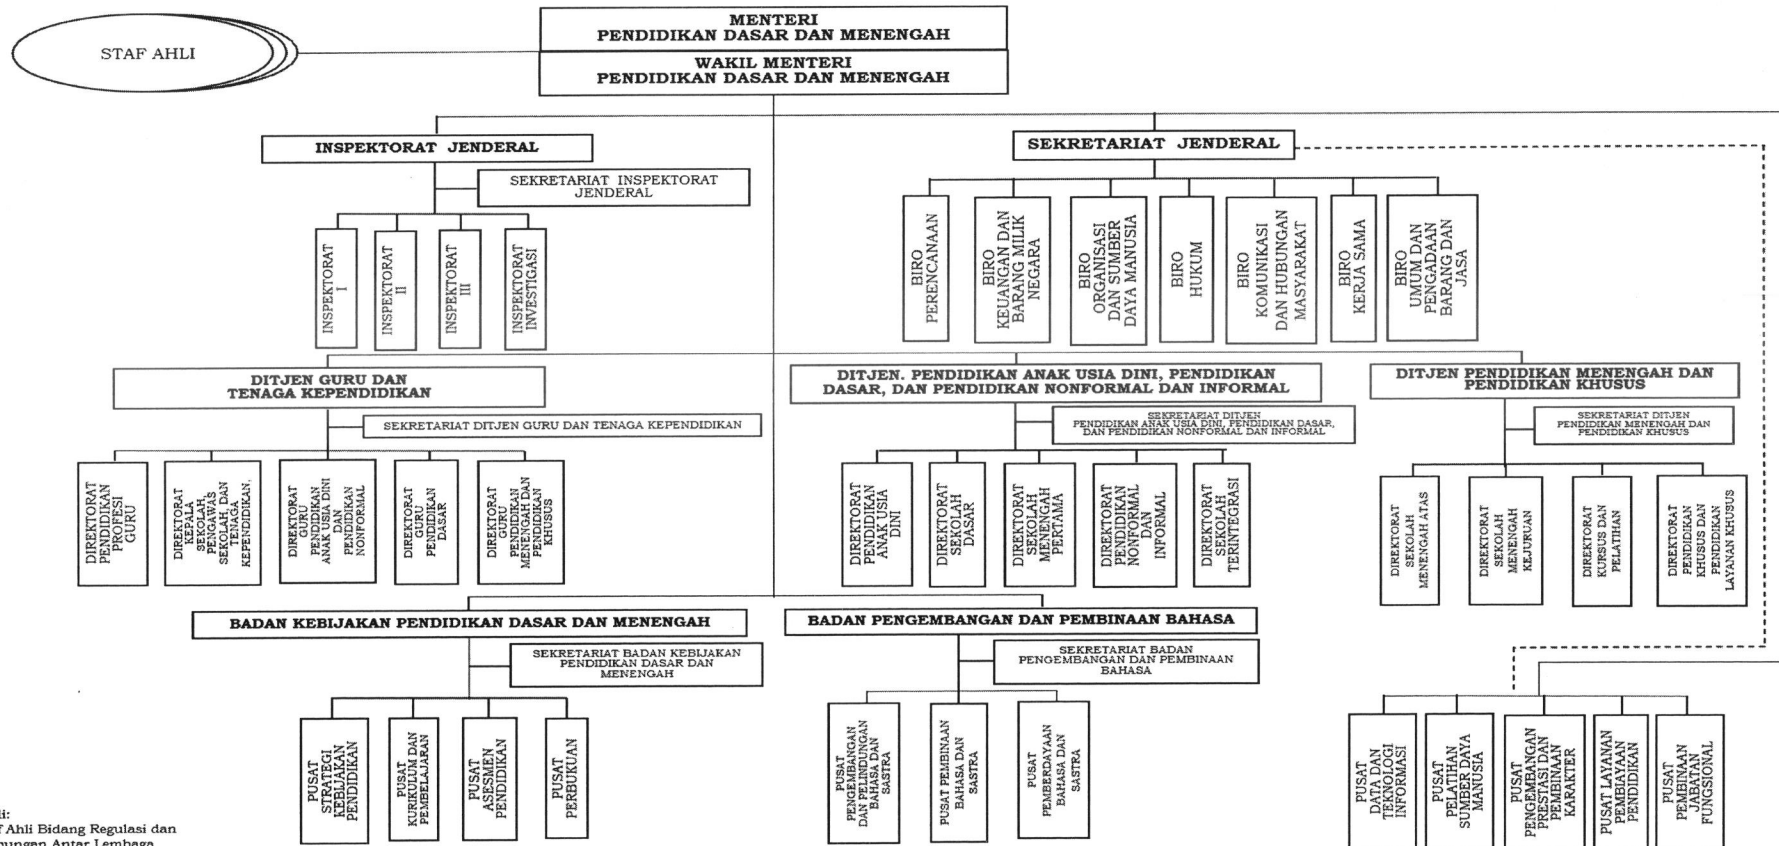 MENTERI
PENDIDIKAN DASAR DAN MENENGAH
STAF AHLI
WAKIL MENTERI
PENDIDIKAN DASAR DAN MENENGAH
INSPEKTORAT JENDERAL
SEKRETARIAT JENDERAL
SEKRETARIAT INSPEKTORAT
JENDERAL
INSPEKTORAT
I
INSPEKTORAT
II
INSPEKTORAT
III
INSPEKTORAT
INVESTIGASI
BIRO
PERENCANAAN
BIRO
KEUANGAN DAN
BARANG MILIK
NEGARA
BIRO
ORGANISASI
DAN SUMBER
DAYA MANUSIA
BIRO
HUKUM
BIRO
KOMUNIKASI
DAN HUBUNGAN
MASYARAKAT
BIRO
KERJA SAMA
BIRO
UMUM DAN
PENGADAAN
BARANG DAN
JASA
DITJEN GURU DAN
TENAGA KEPENDIDIKAN
DITJEN. PENDIDIKAN ANAK USIA DINI, PENDIDIKAN
DASAR, DAN PENDIDIKAN NONFORMAL DAN INFORMAL
DITJEN PENDIDIKAN MENENGAH DAN
PENDIDIKAN KHUSUS
SEKRETARIAT DITJEN GURU DAN TENAGA KEPENDIDIKAN
SEKRETARIAT DITJEN
PENDIDIKAN ANAK USIA DINI, PENDIDIKAN DASAR,
DAN PENDIDIKAN NONFORMAL DAN INFORMAL
SEKRETARIAT DITJEN
PENDIDIKAN MENENGAH DAN
PENDIDIKAN KHUSUS
DIREKTORAT
PENDIDIKAN
PROFESI
GURU
DIREKTORAT
KEPALA
SEKOLAH,
PENGAWAS
SEKOLAH, DAN
TENAGA
KEPENDIDIKAN.
DIREKTORAT
GURU
PENDIDIKAN
ANAK USIA DINI
DAN
PENDIDIKAN
NONFORMAL
DIREKTORAT
GURU
PENDIDIKAN
DASAR
DIREKTORAT
GURU
PENDIDIKAN
MENENGAH DAN
PENDIDIKAN
KHUSUS
DIREKTORAT
PENDIDIKAN
ANAK USIA
DINI
DIREKTORAT
SEKOLAH
DASAR
DIREKTORAT
SEKOLAH
MENENGAH
PERTAMA
DIREKTORAT
PENDIDIKAN
NONFORMAL
DAN
INFORMAL
DIREKTORAT
SEKOLAH
TERINTEGRASI
DIREKTORAT
SEKOLAH
MENENGAH ATAS
DIREKTORAT
SEKOLAH
MENENGAH
KEJURUAN
DIREKTORAT
KURSUS DAN
PELATIHAN
DIREKTORAT
PENDIDIKAN
KHUSUS DAN
PENDIDIKAN
LAYANAN KHUSUS
BADAN KEBIJAKAN PENDIDIKAN DASAR DAN MENENGAH
BADAN PENGEMBANGAN DAN PEMBINAAN BAHASA
SEKRETARIAT BADAN KEBIJAKAN
PENDIDIKAN DASAR DAN
MENENGAH
SEKRETARIAT BADAN
PENGEMBANGAN DAN PEMBINAAN
BAHASA
PUSAT
STRATEGI
KEBIJAKAN
PENDIDIKAN
PUSAT
KURIKULUM DAN
PEMBELAJARAN
PUSAT
ASESMEN
PENDIDIKAN
PUSAT
PERBUKUAN
PUSAT
PENGEMBANGAN
DAN PELINDUNGAN
BAHASA DAN
SASTRA
PUSAT PEMBINAAN
BAHASA DAN
SASTRA
PUSAT
PEMBERDAYAAN
BAHASA DAN
SASTRA
PUSAT
DATA DAN
TEKNOLOGI
INFORMASI
PUSAT
PELATIHAN
SUMBER DAYA
MANUSIA
PUSAT
PENGEMBANGAN
PRESTASI DAN
PEMBINAAN
KARAKTER
PUSAT LAYANAN
PEMBIAYAAN
PENDIDIKAN
PUSAT
PEMBINAAN
JABATAN
FUNGSIONAL
li:
f Ahli Bidang Regulasi dan
bungan Antar Lembaga